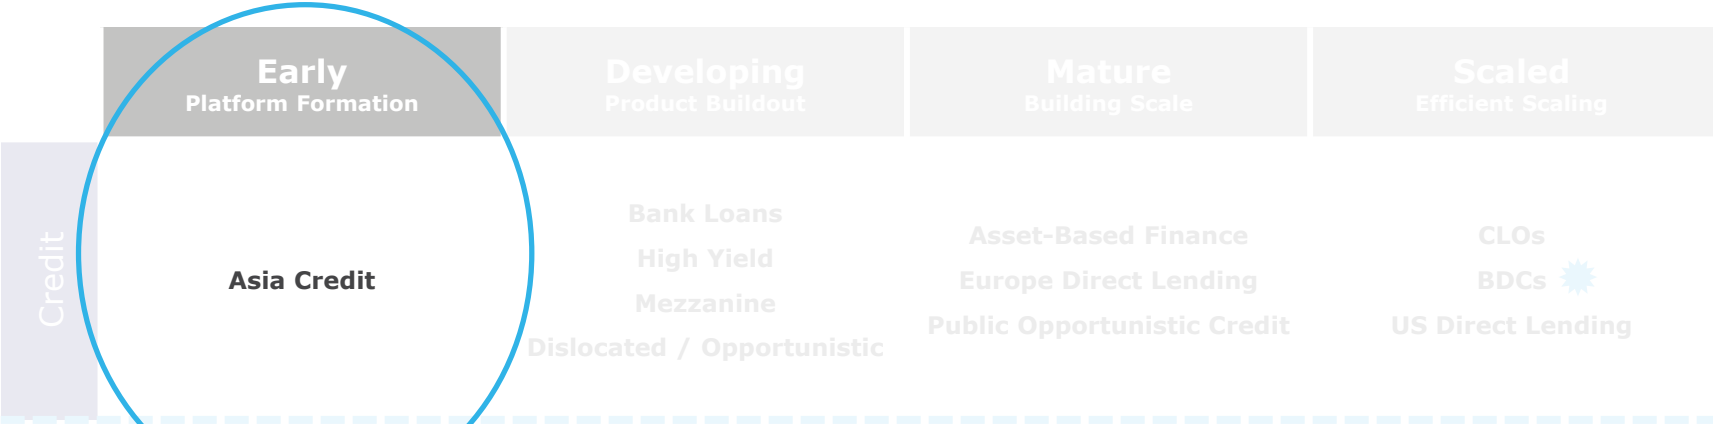 Early
Platform Formation
Developing
Product Buildout
Mature
Building Scale
Scaled
Efficient Scaling
Credit
Asia Credit
Bank Loans
High Yield
Mezzanine
Dislocated / Opportunistic
Asset-Based Finance
Europe Direct Lending
Public Opportunistic Credit
CLOs
BDCs
US Direct Lending